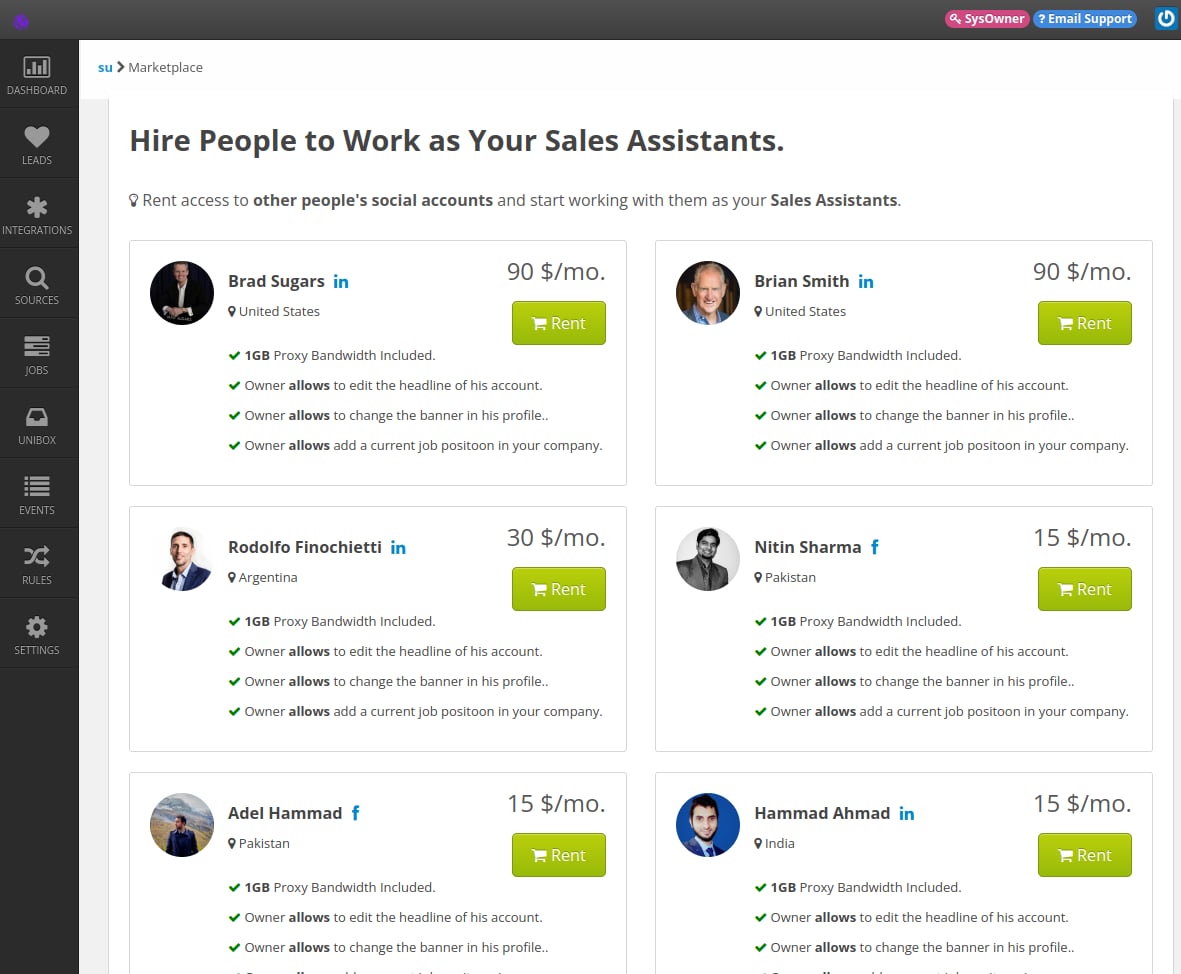 SysOwner
? Email Support
DASHBOARD
LEADS
INTEGRATIONS
SOURCES
JOBS
UNIBOX
EVENTS
RULES
SETTINGS
su Marketplace
Hire People to Work as Your Sales Assistants.
Rent access to other people's social accounts and start working with them as your Sales Assistants.
Brad Sugars in
90 $/mo.
United States
Rent
1GB Proxy Bandwidth Included.
Owner allows to edit the headline of his account.
Owner allows to change the banner in his profile..
Owner allows add a current job positoon in your company.
Brian Smith in
90 $/mo.
United States
Rent
1GB Proxy Bandwidth Included.
Owner allows to edit the headline of his account.
Owner allows to change the banner in his profile..
Owner allows add a current job positoon in your company.
Rodolfo Finochietti in
30 $/mo.
Argentina
Rent
1GB Proxy Bandwidth Included.
Owner allows to edit the headline of his account.
Owner allows to change the banner in his profile..
Owner allows add a current job positoon in your company.
Nitin Sharma f
15 $/mo.
Pakistan
Rent
1GB Proxy Bandwidth Included.
Owner allows to edit the headline of his account.
Owner allows to change the banner in his profile..
Owner allows add a current job positoon in your company.
Adel Hammad f
15 $/mo.
Pakistan
Rent
1GB Proxy Bandwidth Included.
Owner allows to edit the headline of his account.
Owner allows to change the banner in his profile..
Hammad Ahmad in
15 $/mo.
India
Rent
1GB Proxy Bandwidth Included.
Owner allows to edit the headline of his account.
Owner allows to change the banner in his profile..